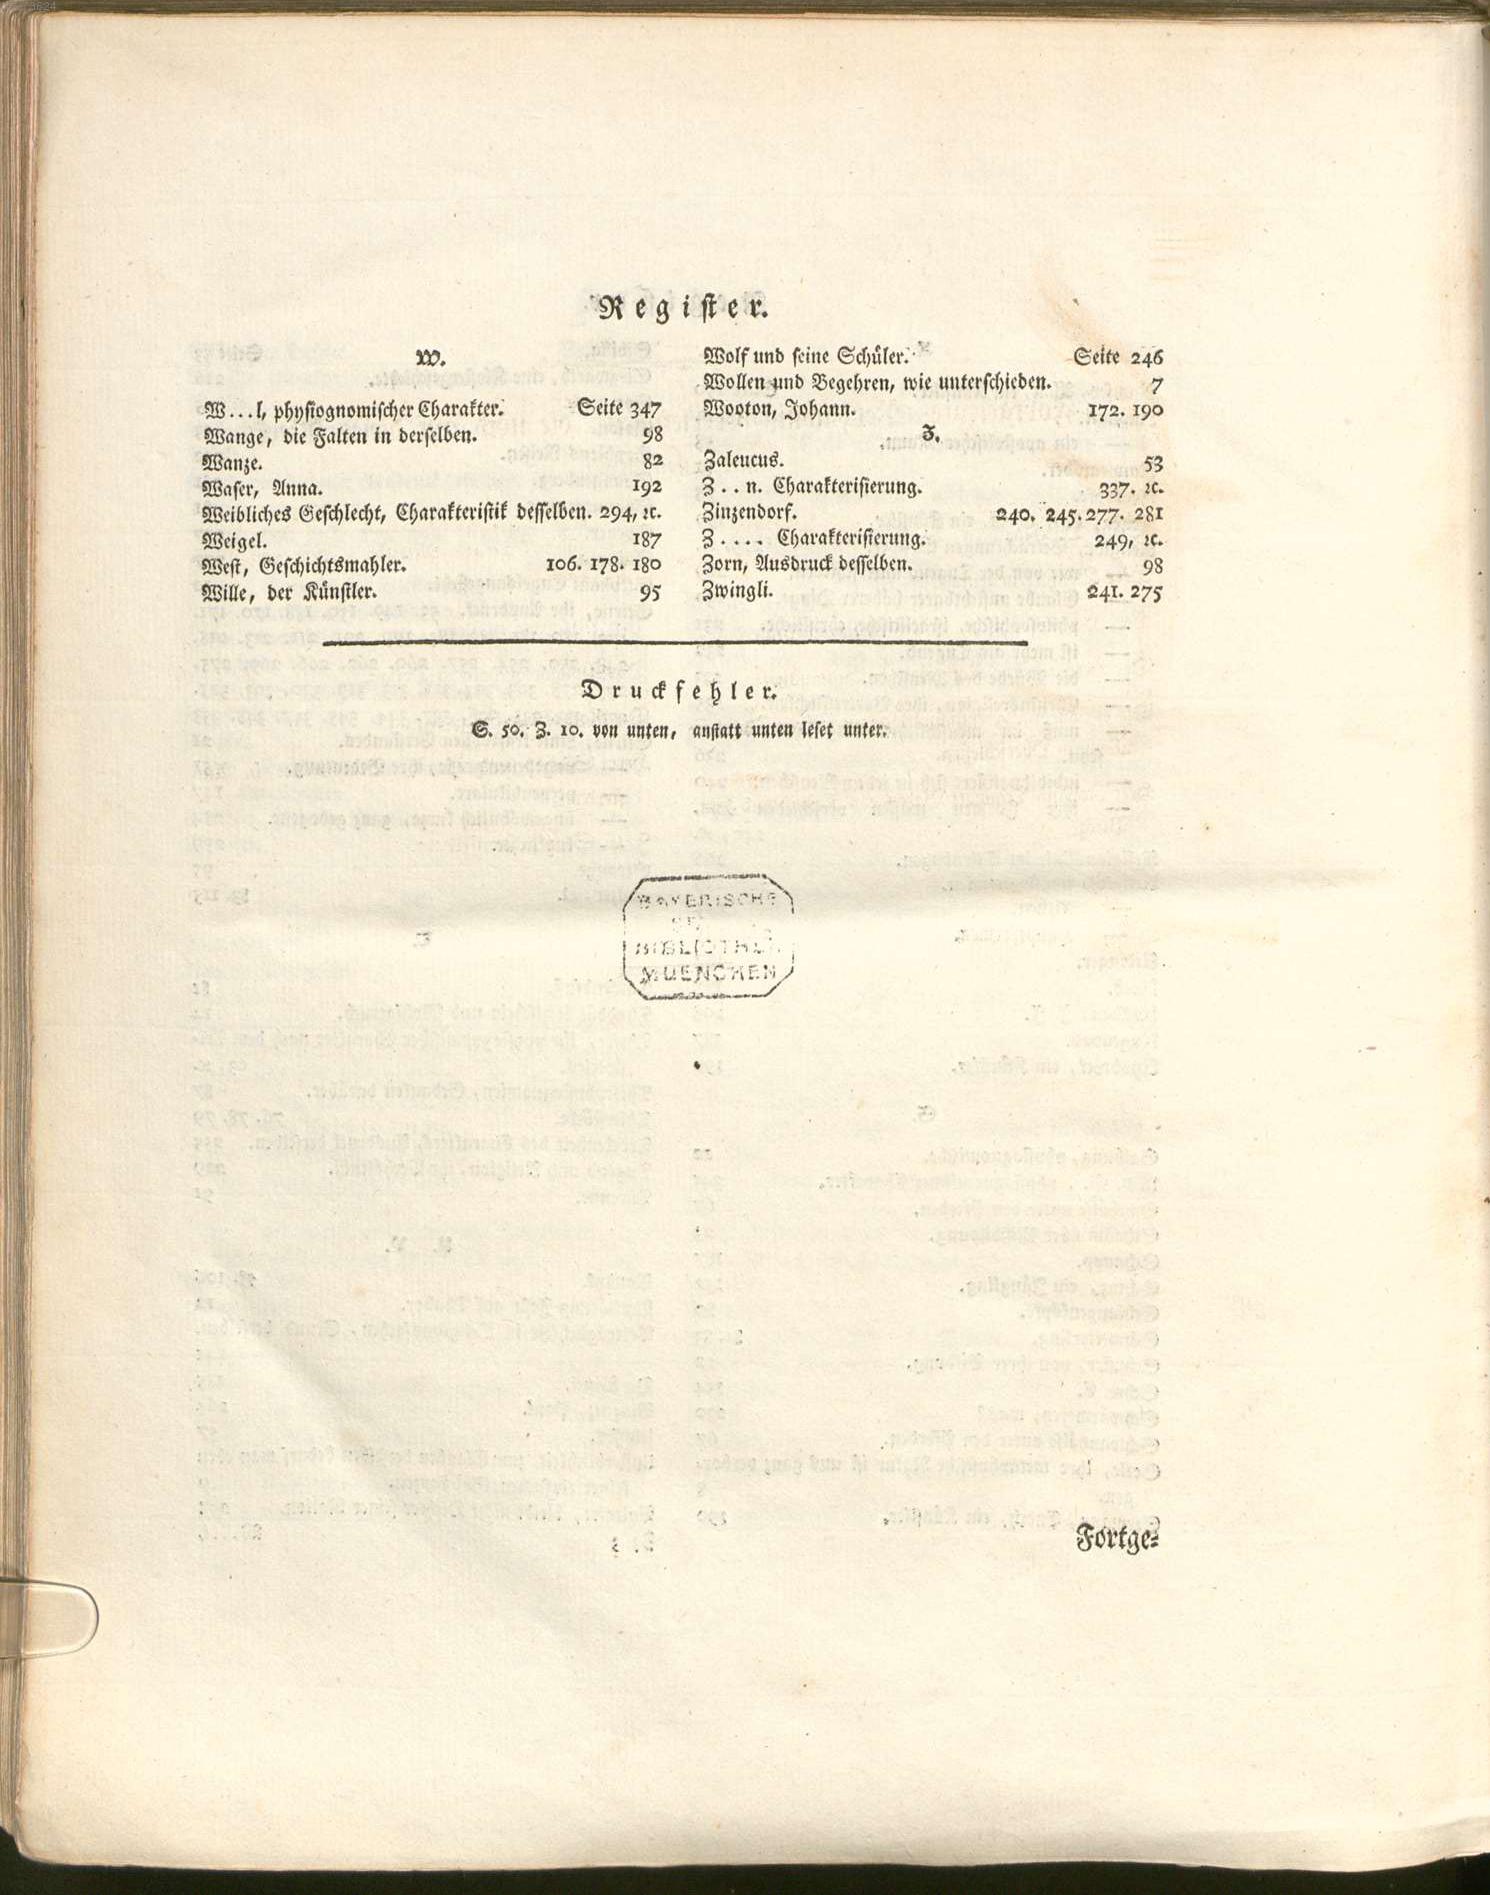 Register.
W.
W...l, physiognomischer Charakter. Seite 347
Wange, die Falten in derselben. 98
Wanze. 82
Waser, Anna. 192
Weibliches Geschlecht, Charakteristik desselben. 294, ꝛc.
Weigel. 187
West, Geschichtsmahler. 106. 178. 180
Wille, der Künstler. 95
Wolf und seine Schüler. Seite 246
Wollen und Begehren, wie unterschieden. 7
Wooton, Johann. 172. 190
Z.
Zaleucus. 53
Z..n. Charakterisierung. 337. ꝛc.
Zinzendorf. 240. 245. 277. 281
Z.... Charakterisierung. 249, ꝛc.
Zorn, Ausdruck desselben. 98
Zwingli. 241. 275
Druckfehler.
S. 50. Z. 10. von unten, anstatt unten leset unter.
BAYERISCHE
BIBLIOTHEK
MUENCHEN
Fortge⸗